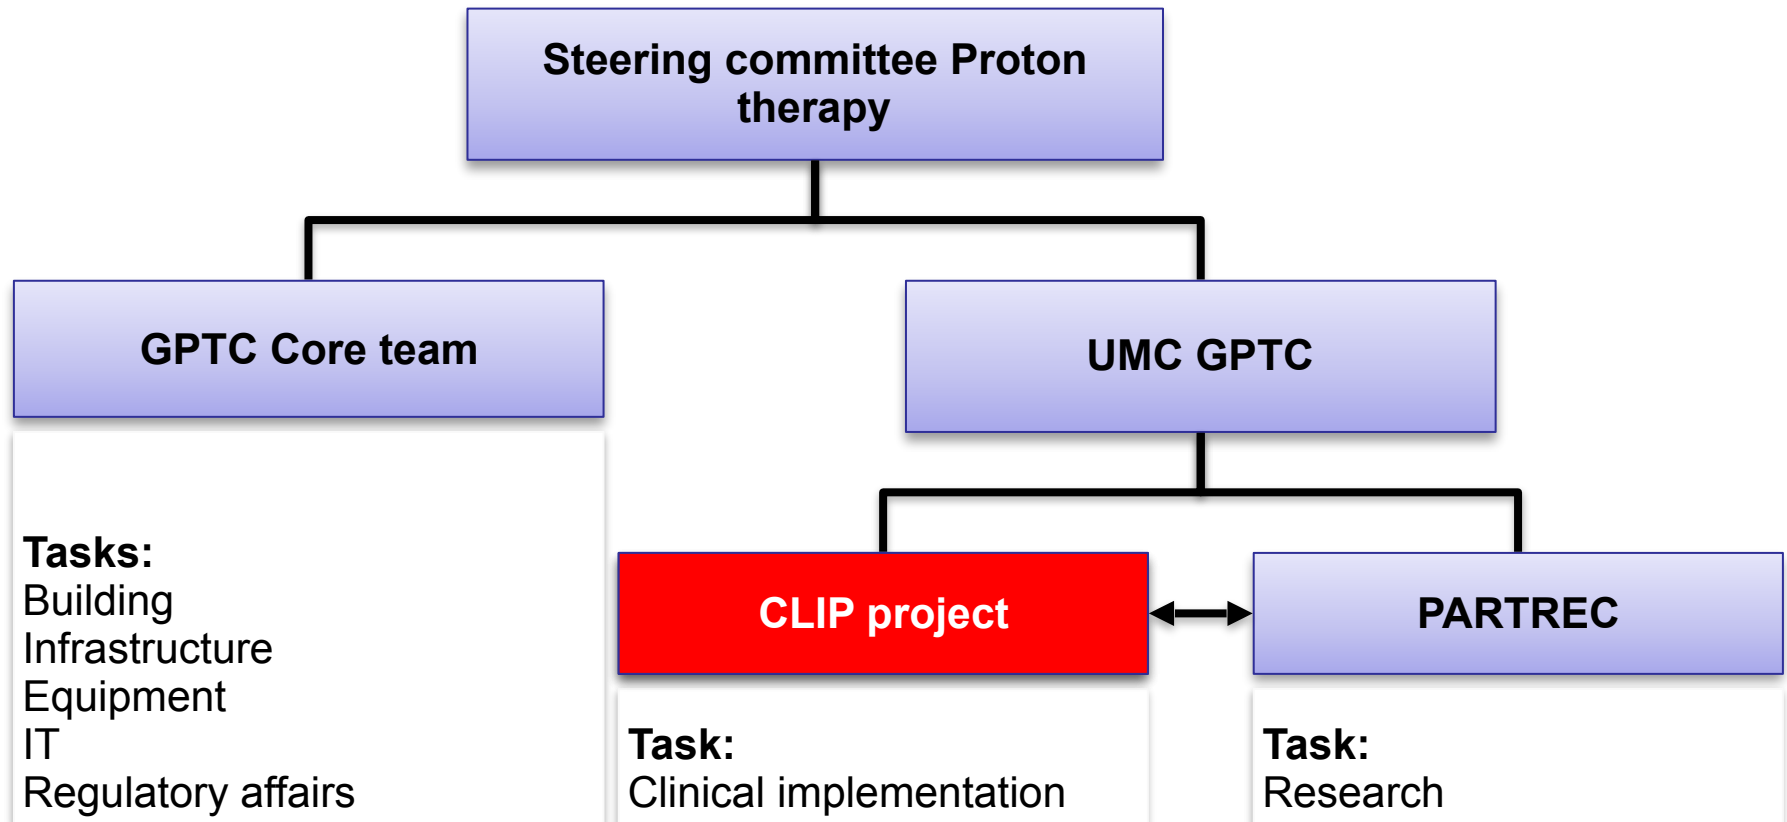 Steering committee Proton
therapy
GPTC Core team
UMC GPTC
Tasks:
Building
Infrastructure
Equipment
IT
Regulatory affairs
CLIP project
PARTREC
Task:
Clinical implementation
Task:
Research